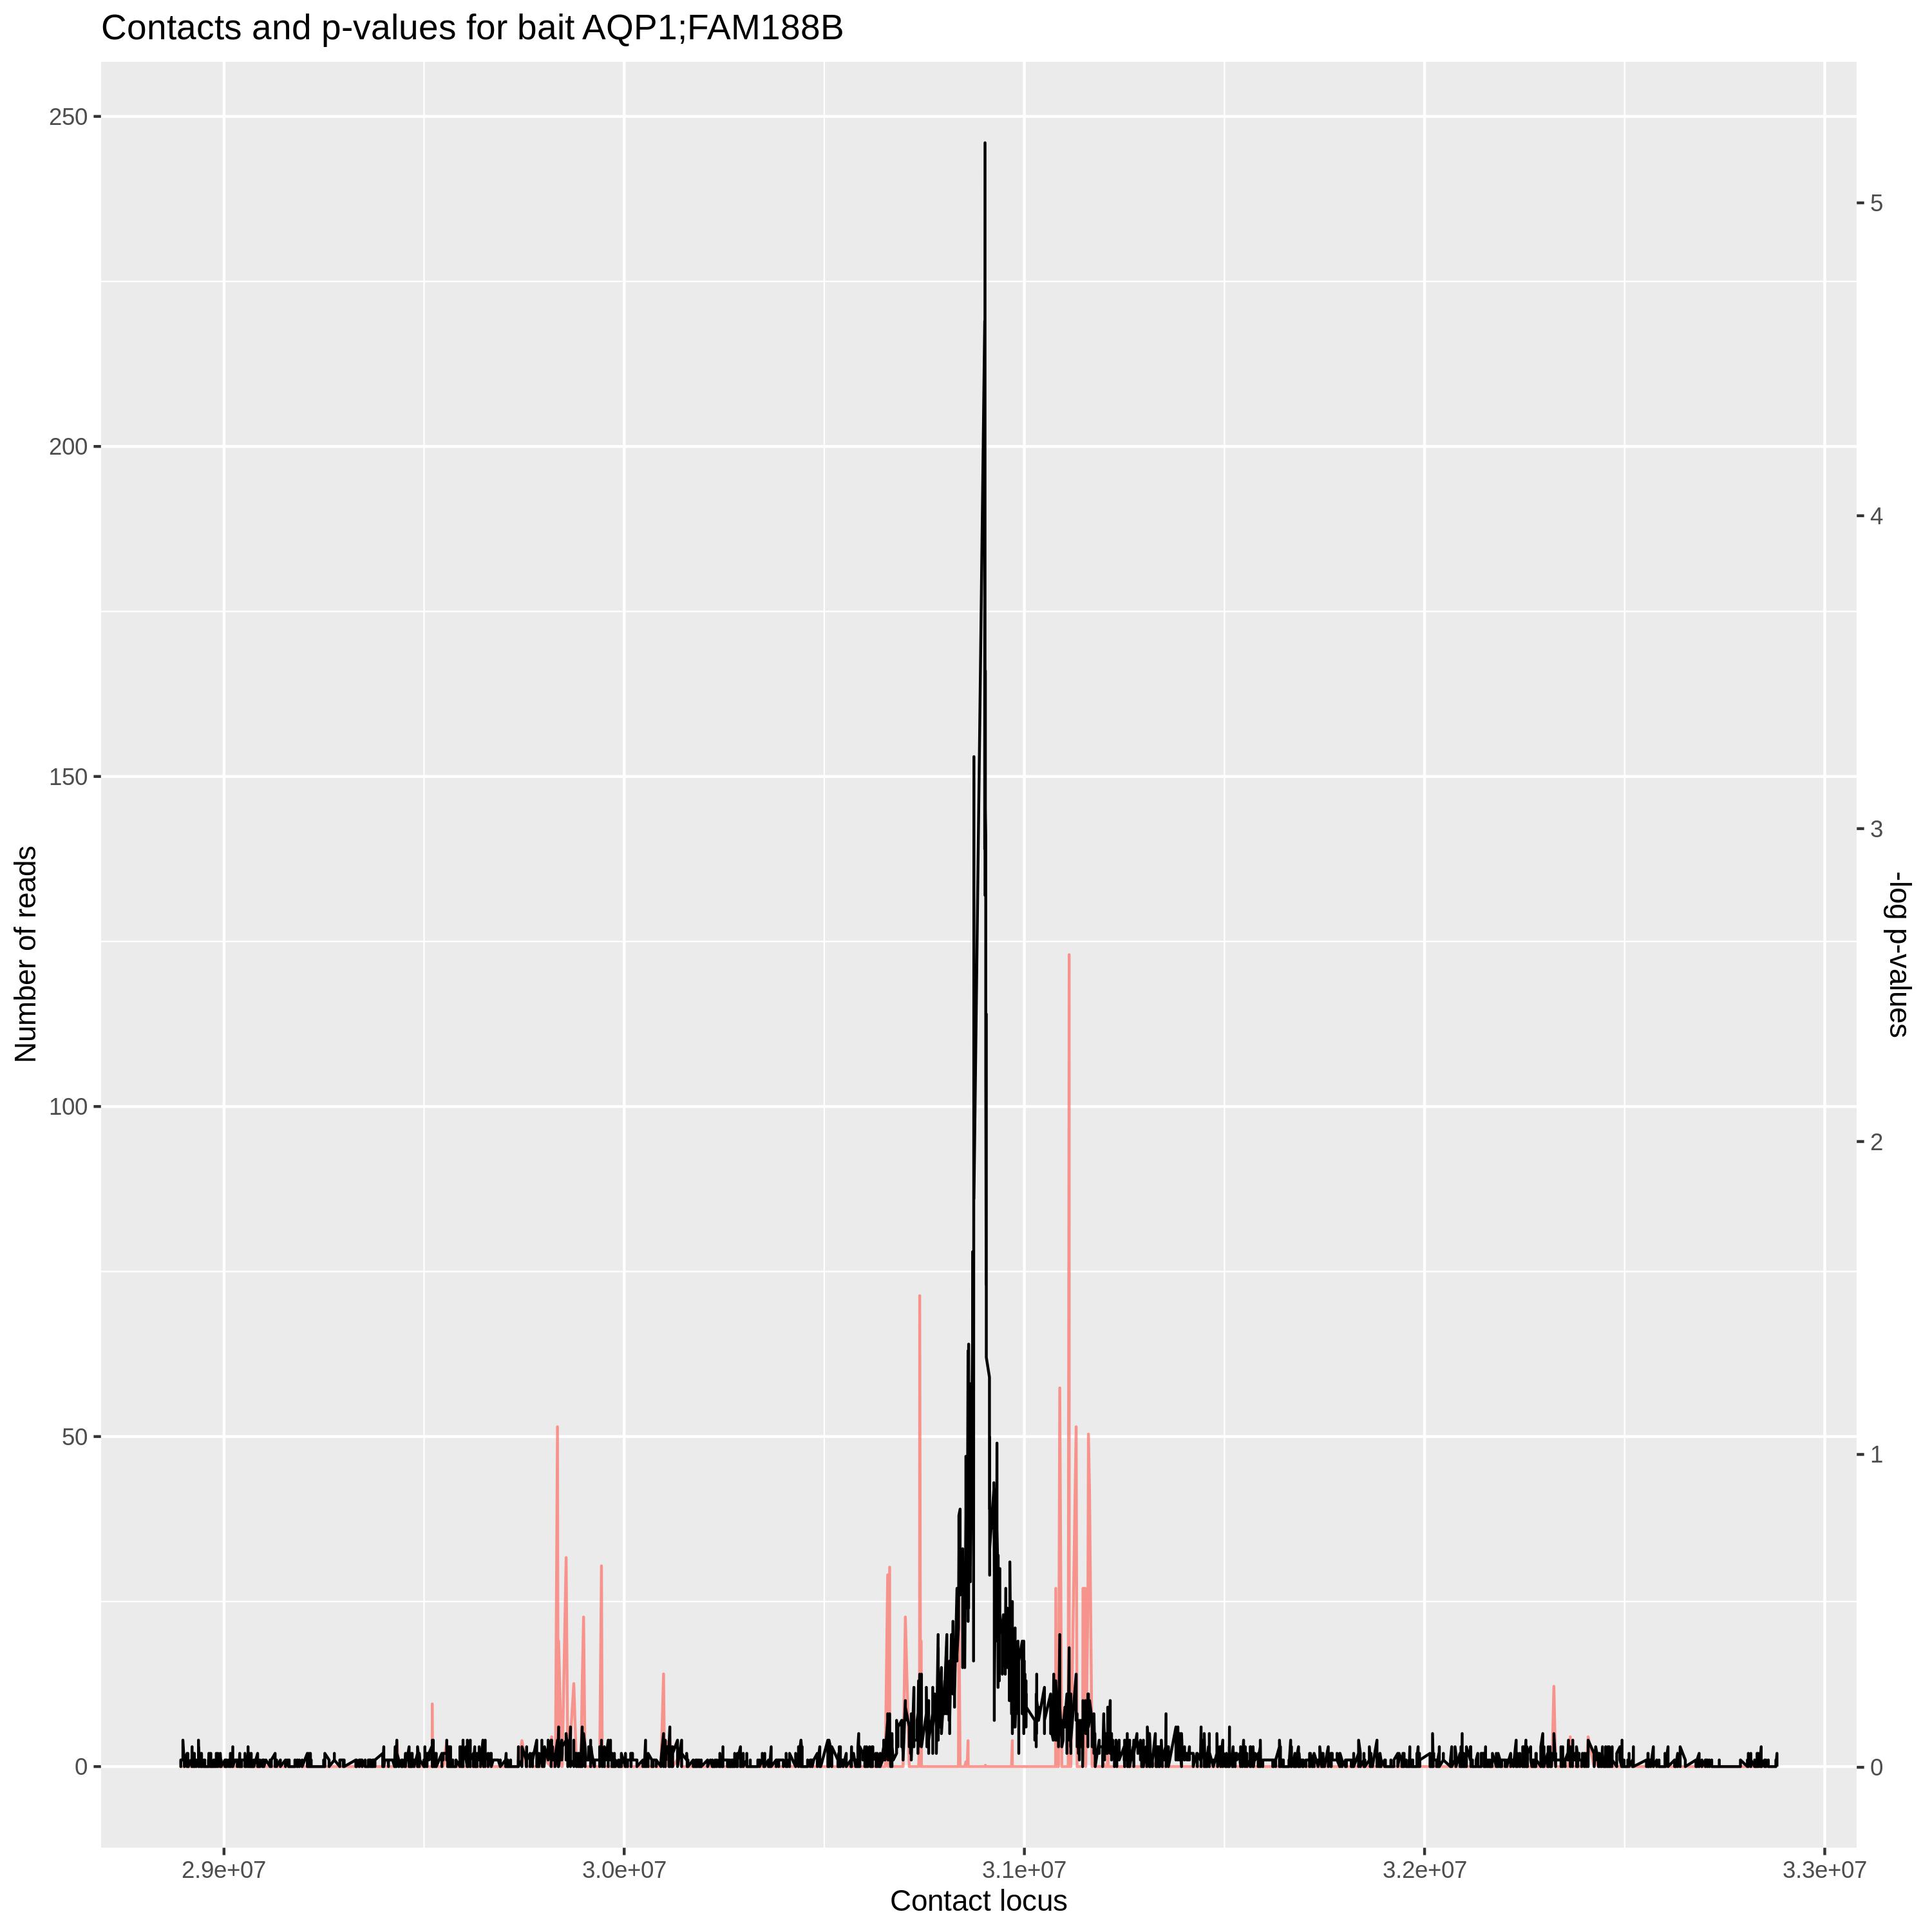 Contacts and p-values for bait AQP1;FAM188B
250
200
150
100
50
0
Number of reads
5
4
3
2
1
0
-log p-values
2.9e+07 3.0e+07 3.1e+07 3.2e+07 3.3e+07
Contact locus